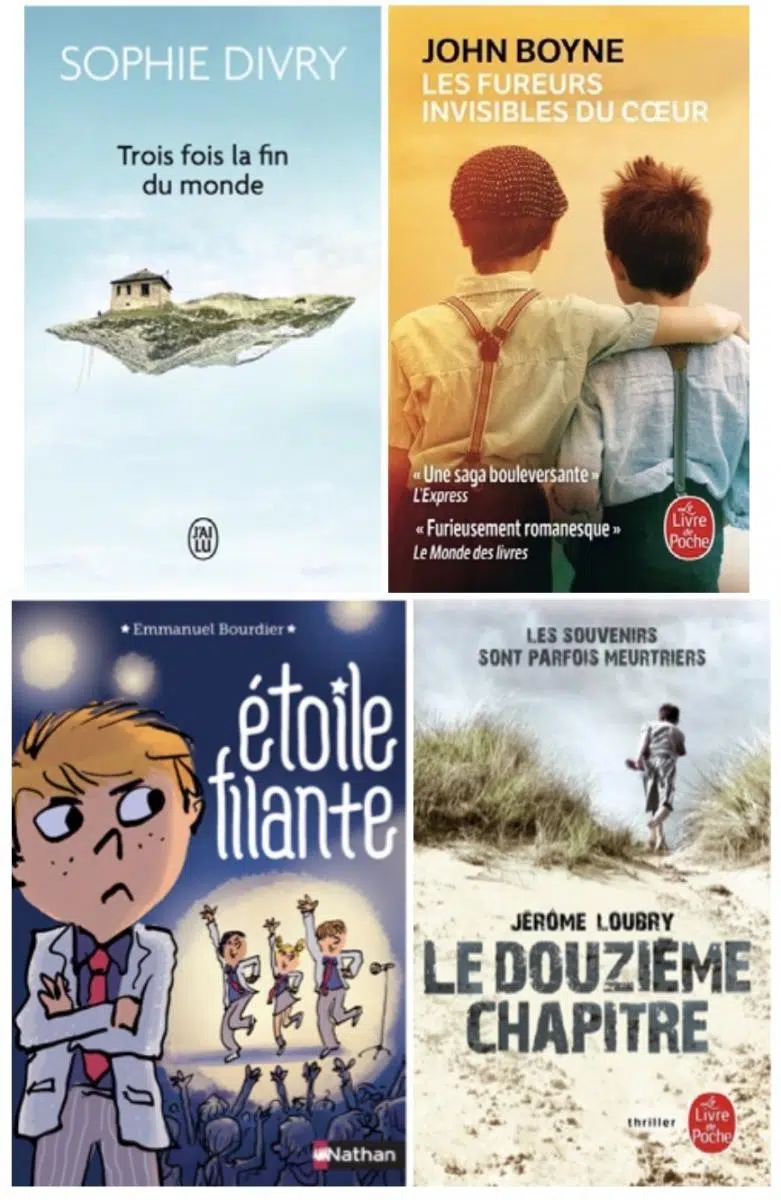 SOPHIE DIVRY
Trois fois la fin
du monde
J'AI
LU
JOHN BOYNE
LES FUREURS
INVISIBLES DU CŒUR
« Une saga bouleversante »
L'Express
« Furieusement romanesque »
Le Monde des livres
Le
Livre
de
Poche
★ Emmanuel Bourdier ★
étoile
filante
Nathan
LES SOUVENIRS
SONT PARFOIS MEURTRIERS
JÉRÔME LOUBRY
LE DOUZIÈME
CHAPITRE
thriller
Le
Livre
de
Poche